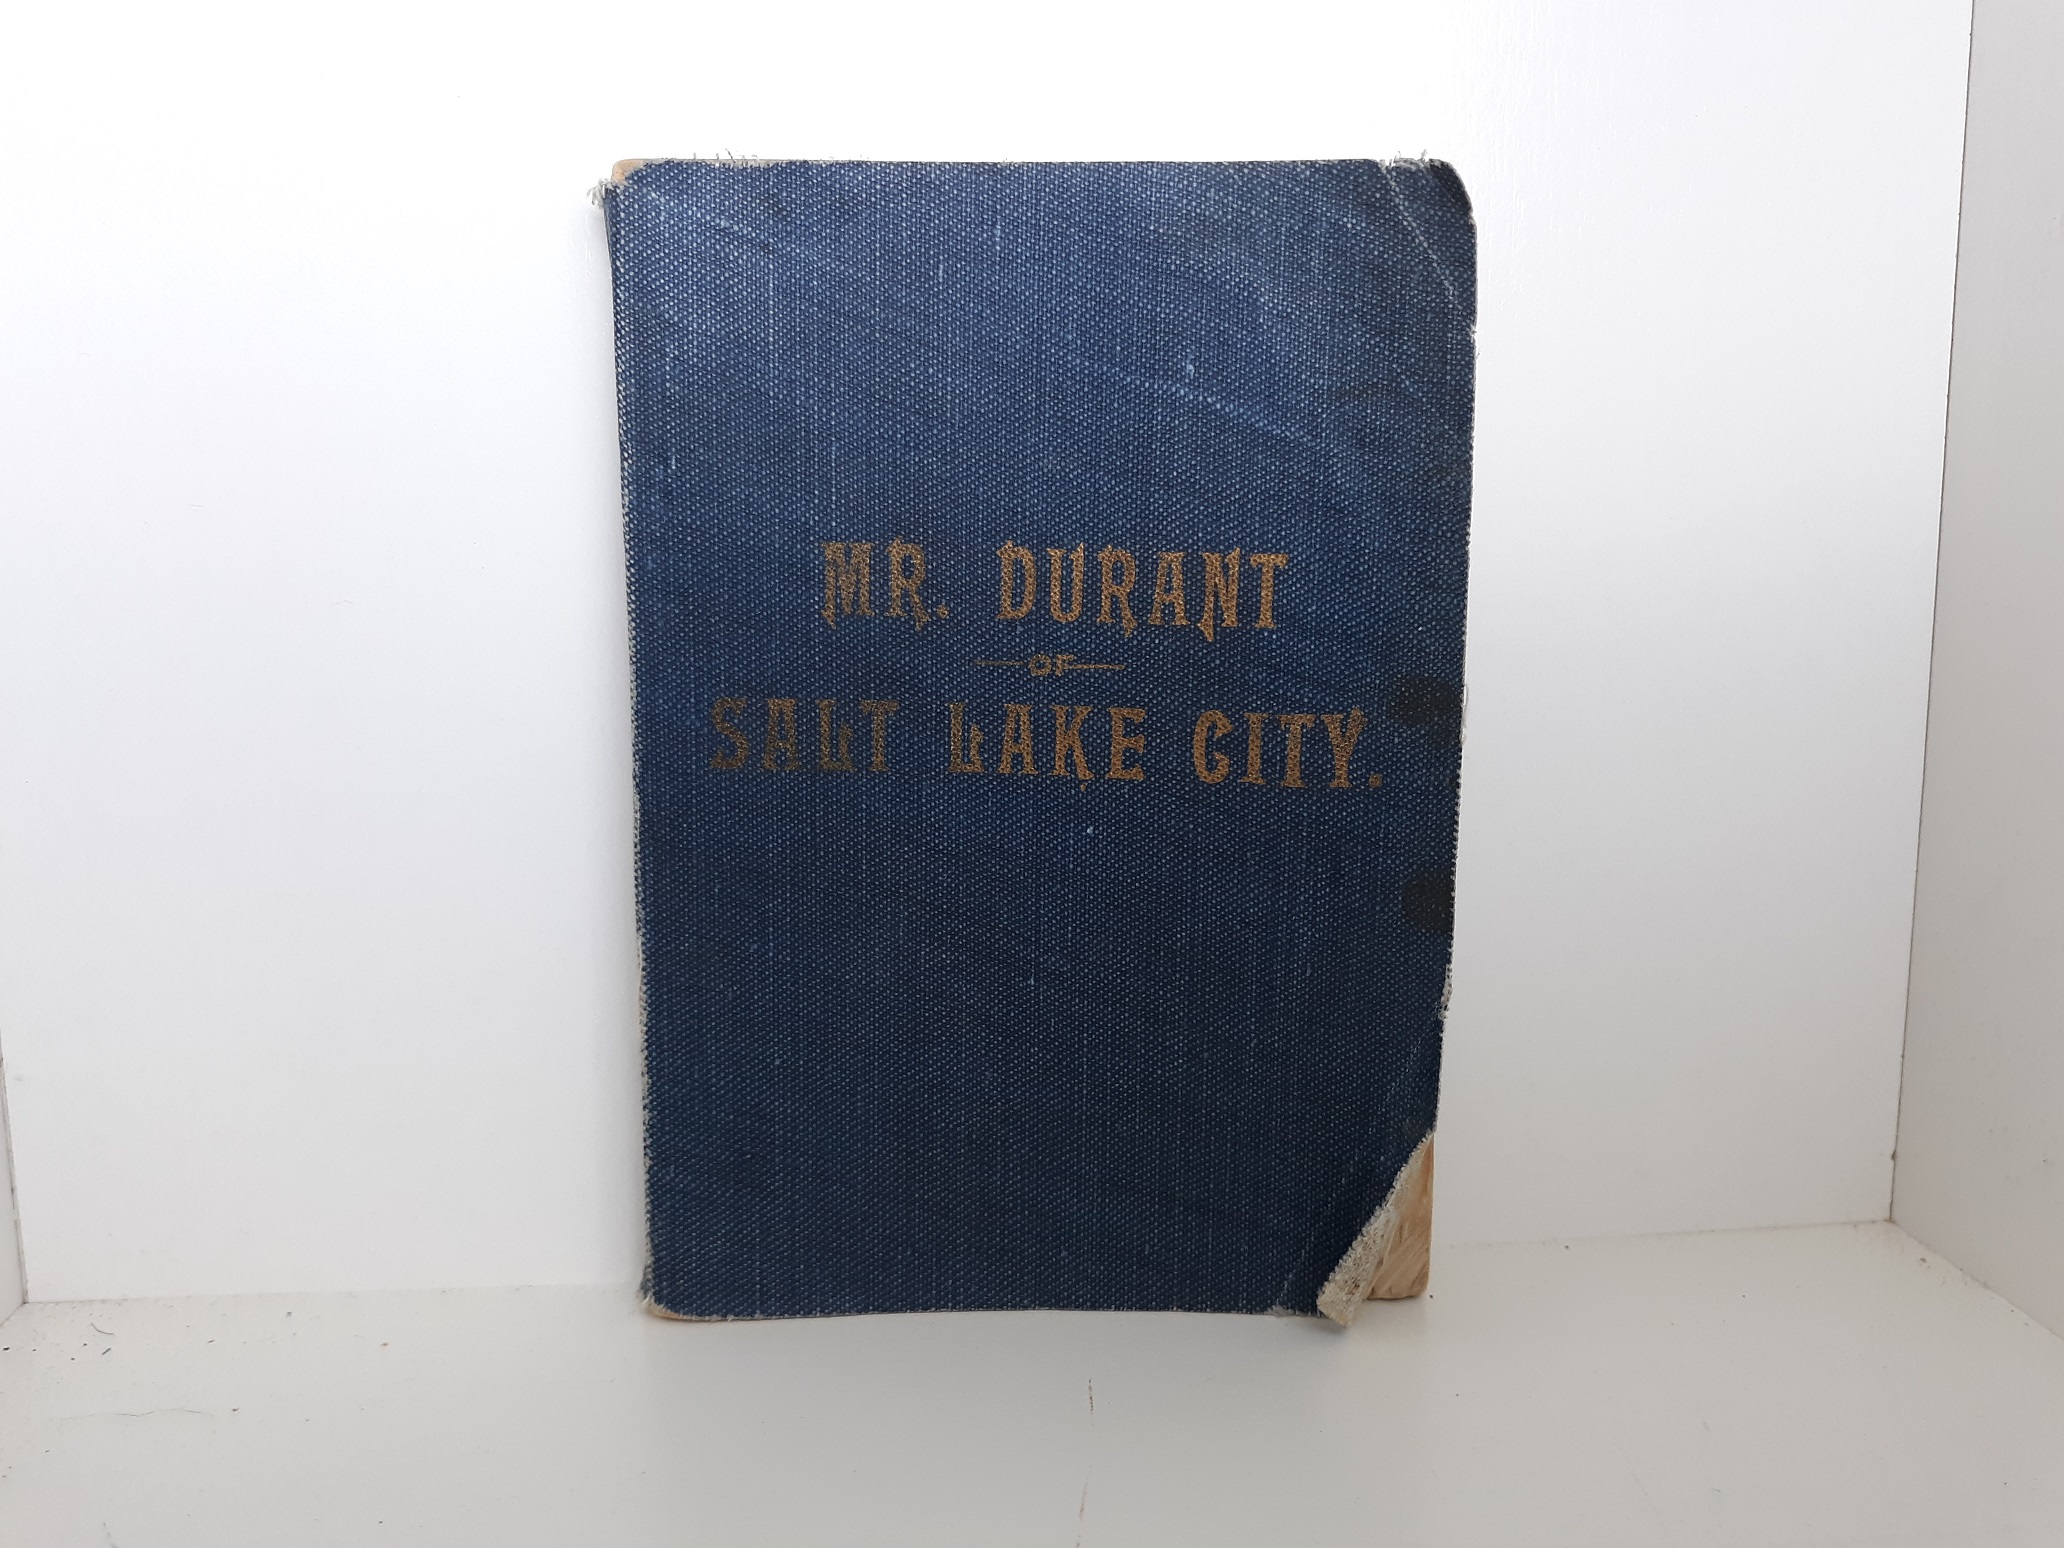 MR. DURANT
OF
SALT LAKE CITY.